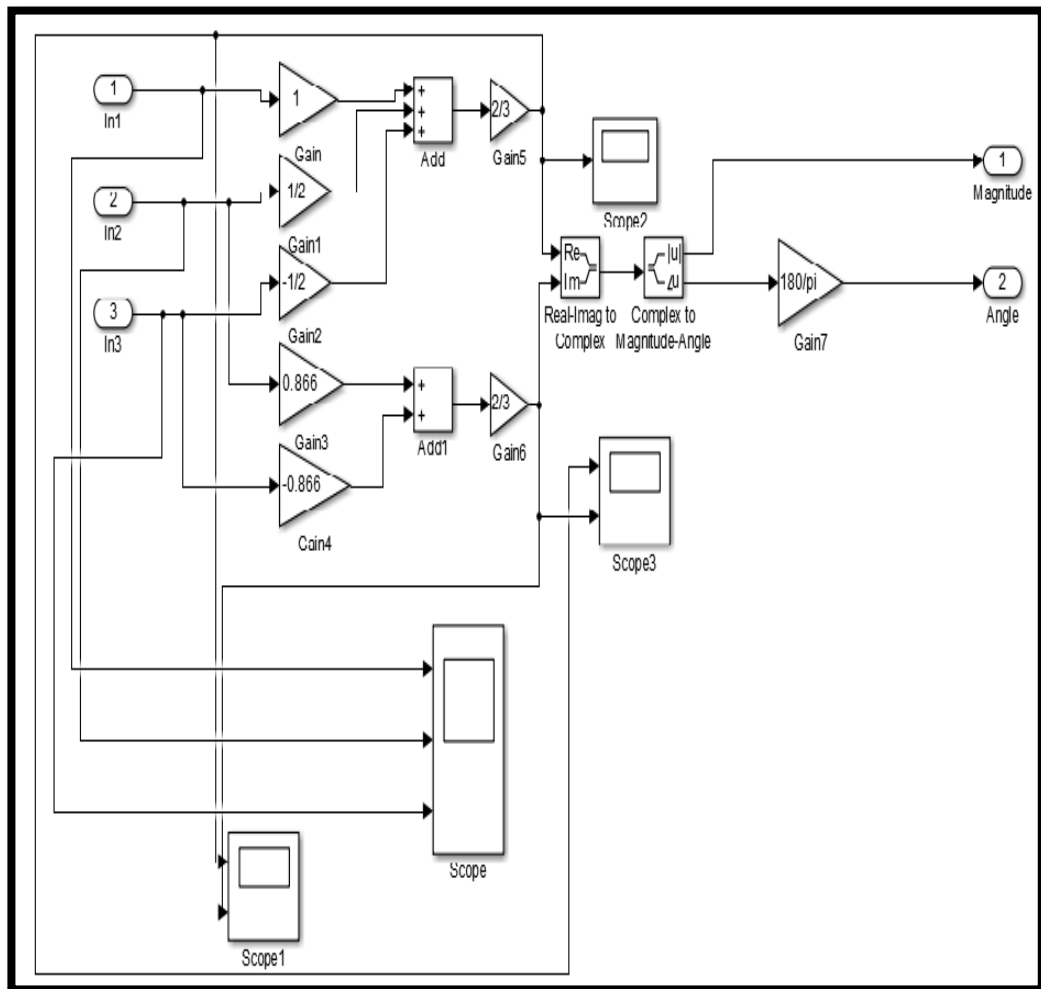 1
In1
1
Gain
+
+
+
Add
2/3
Gain5
Scope2
1
Magnitude
2
In2
1/2
Gain1
-1/2
Gain2
Re
Im
Real-Imag to
Complex
|u|
∠u
Complex to
Magnitude-Angle
180/pi
Gain7
2
Angle
3
In3
0.866
Gain3
+
+
Add1
2/3
Gain6
-0.866
Gain4
Scope3
Scope
Scope1